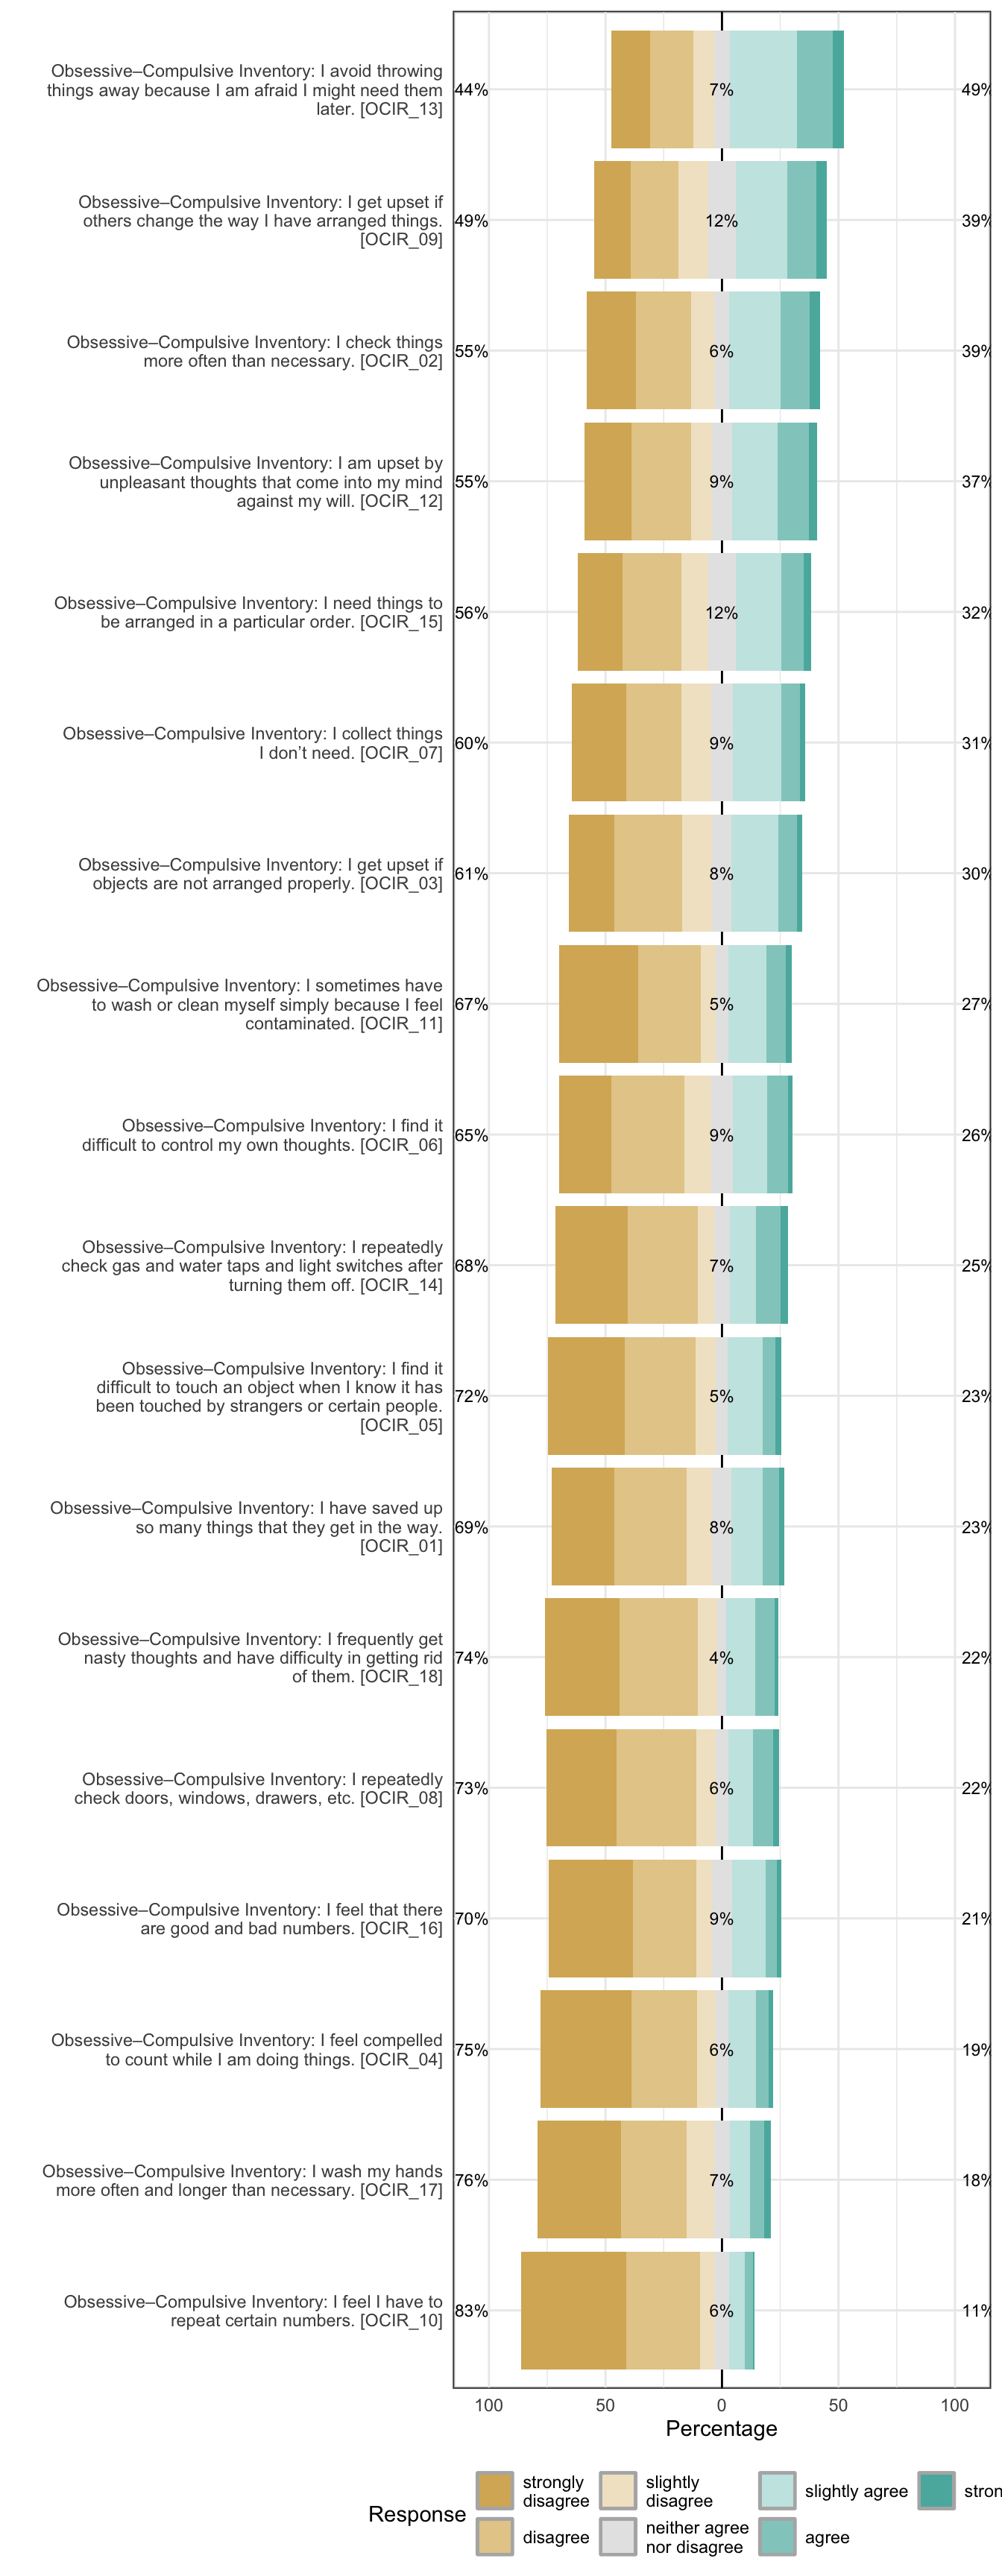 Obsessive–Compulsive Inventory: I avoid throwing
things away because I am afraid I might need them
later. [OCIR_13]
44%
7%
49%
Obsessive–Compulsive Inventory: I get upset if
others change the way I have arranged things.
[OCIR_09]
49%
12%
39%
Obsessive–Compulsive Inventory: I check things
more often than necessary. [OCIR_02]
55%
6%
39%
Obsessive–Compulsive Inventory: I am upset by
unpleasant thoughts that come into my mind
against my will. [OCIR_12]
55%
9%
37%
Obsessive–Compulsive Inventory: I need things to
be arranged in a particular order. [OCIR_15]
56%
12%
32%
Obsessive–Compulsive Inventory: I collect things
I don’t need. [OCIR_07]
60%
9%
31%
Obsessive–Compulsive Inventory: I get upset if
objects are not arranged properly. [OCIR_03]
61%
8%
30%
Obsessive–Compulsive Inventory: I sometimes have
to wash or clean myself simply because I feel
contaminated. [OCIR_11]
67%
5%
27%
Obsessive–Compulsive Inventory: I find it
difficult to control my own thoughts. [OCIR_06]
65%
9%
26%
Obsessive–Compulsive Inventory: I repeatedly
check gas and water taps and light switches after
turning them off. [OCIR_14]
68%
7%
25%
Obsessive–Compulsive Inventory: I find it
difficult to touch an object when I know it has
been touched by strangers or certain people.
[OCIR_05]
72%
5%
23%
Obsessive–Compulsive Inventory: I have saved up
so many things that they get in the way.
[OCIR_01]
69%
8%
23%
Obsessive–Compulsive Inventory: I frequently get
nasty thoughts and have difficulty in getting rid
of them. [OCIR_18]
74%
4%
22%
Obsessive–Compulsive Inventory: I repeatedly
check doors, windows, drawers, etc. [OCIR_08]
73%
6%
22%
Obsessive–Compulsive Inventory: I feel that there
are good and bad numbers. [OCIR_16]
70%
9%
21%
Obsessive–Compulsive Inventory: I feel compelled
to count while I am doing things. [OCIR_04]
75%
6%
19%
Obsessive–Compulsive Inventory: I wash my hands
more often and longer than necessary. [OCIR_17]
76%
7%
18%
Obsessive–Compulsive Inventory: I feel I have to
repeat certain numbers. [OCIR_10]
83%
6%
11%
100 50 0 50 100
Percentage
Response
strongly
disagree
disagree
slightly
disagree
neither agree
nor disagree
slightly agree
agree
stron